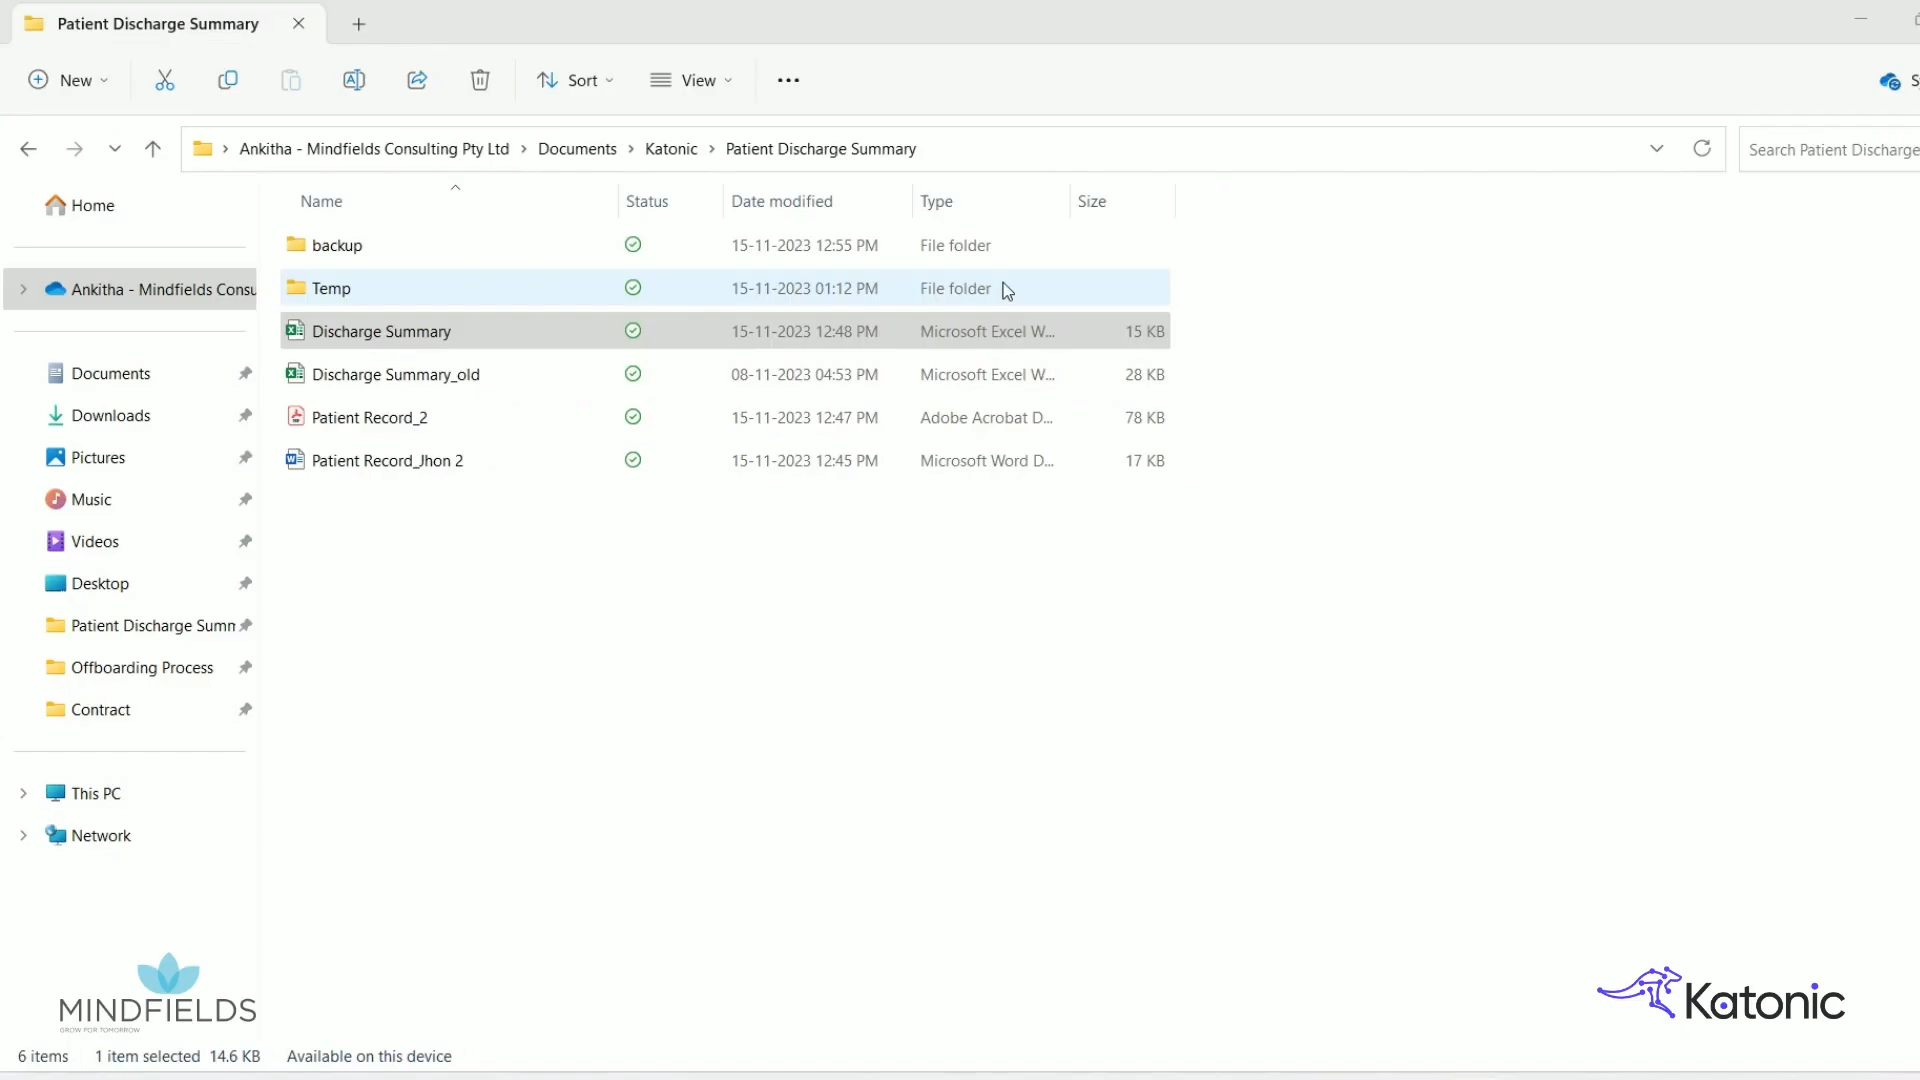 Patient Discharge Summary
New
Sort
View
Ankitha - Mindfields Consulting Pty Ltd > Documents > Katonic > Patient Discharge Summary
Search Patient Discharge
Home
Ankitha - Mindfields Consu
Documents
Downloads
Pictures
Music
Videos
Desktop
Patient Discharge Summ
Offboarding Process
Contract
This PC
Network
Name Status Date modified Type Size
backup 15-11-2023 12:55 PM File folder
Temp 15-11-2023 01:12 PM File folder
Discharge Summary 15-11-2023 12:48 PM Microsoft Excel W... 15 KB
Discharge Summary_old 08-11-2023 04:53 PM Microsoft Excel W... 28 KB
Patient Record_2 15-11-2023 12:47 PM Adobe Acrobat D... 78 KB
Patient Record_Jhon 2 15-11-2023 12:45 PM Microsoft Word D... 17 KB
MINDFIELDS
GROW FOR TOMORROW
Katonic
6 items 1 item selected 14.6 KB Available on this device